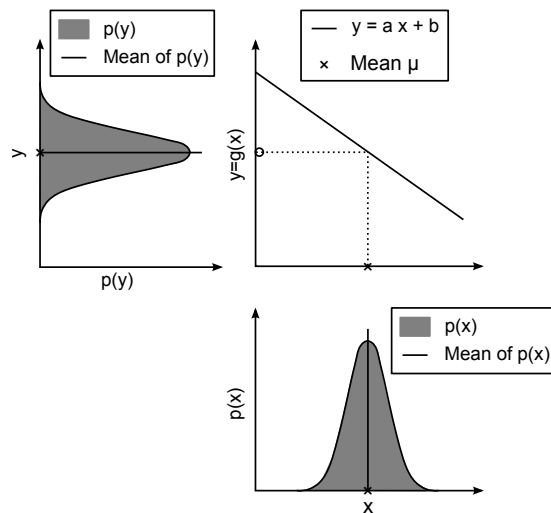 p(y)
Mean of p(y)
y
p(y)
y = a x + b
Mean μ
y=g(x)
p(x)
Mean of p(x)
p(x)
x